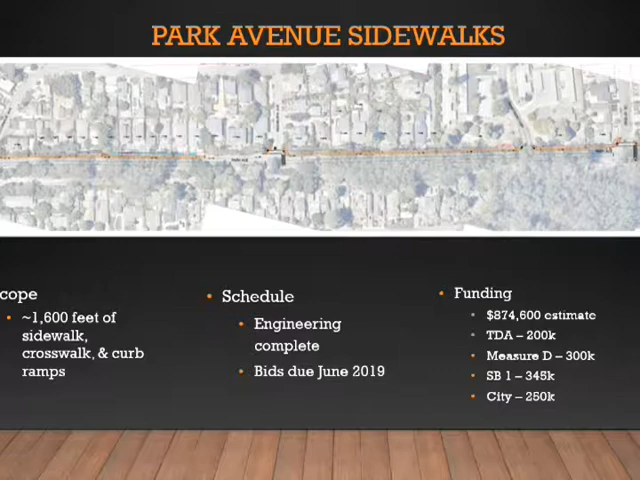 PARK AVENUE SIDEWALKS
cope
• ~1,600 feet of
sidewalk,
crosswalk, & curb
ramps
• Schedule
• Engineering
complete
• Bids due June 2019
• Funding
• $874,600 estimate
• TDA – 200k
• Measure D – 300k
• SB 1 – 345k
• City – 250k